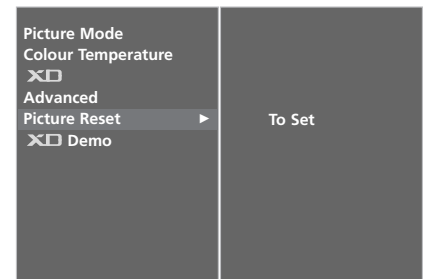 Picture Mode
Colour Temperature
XD
Advanced
Picture Reset ►
To Set
XD Demo